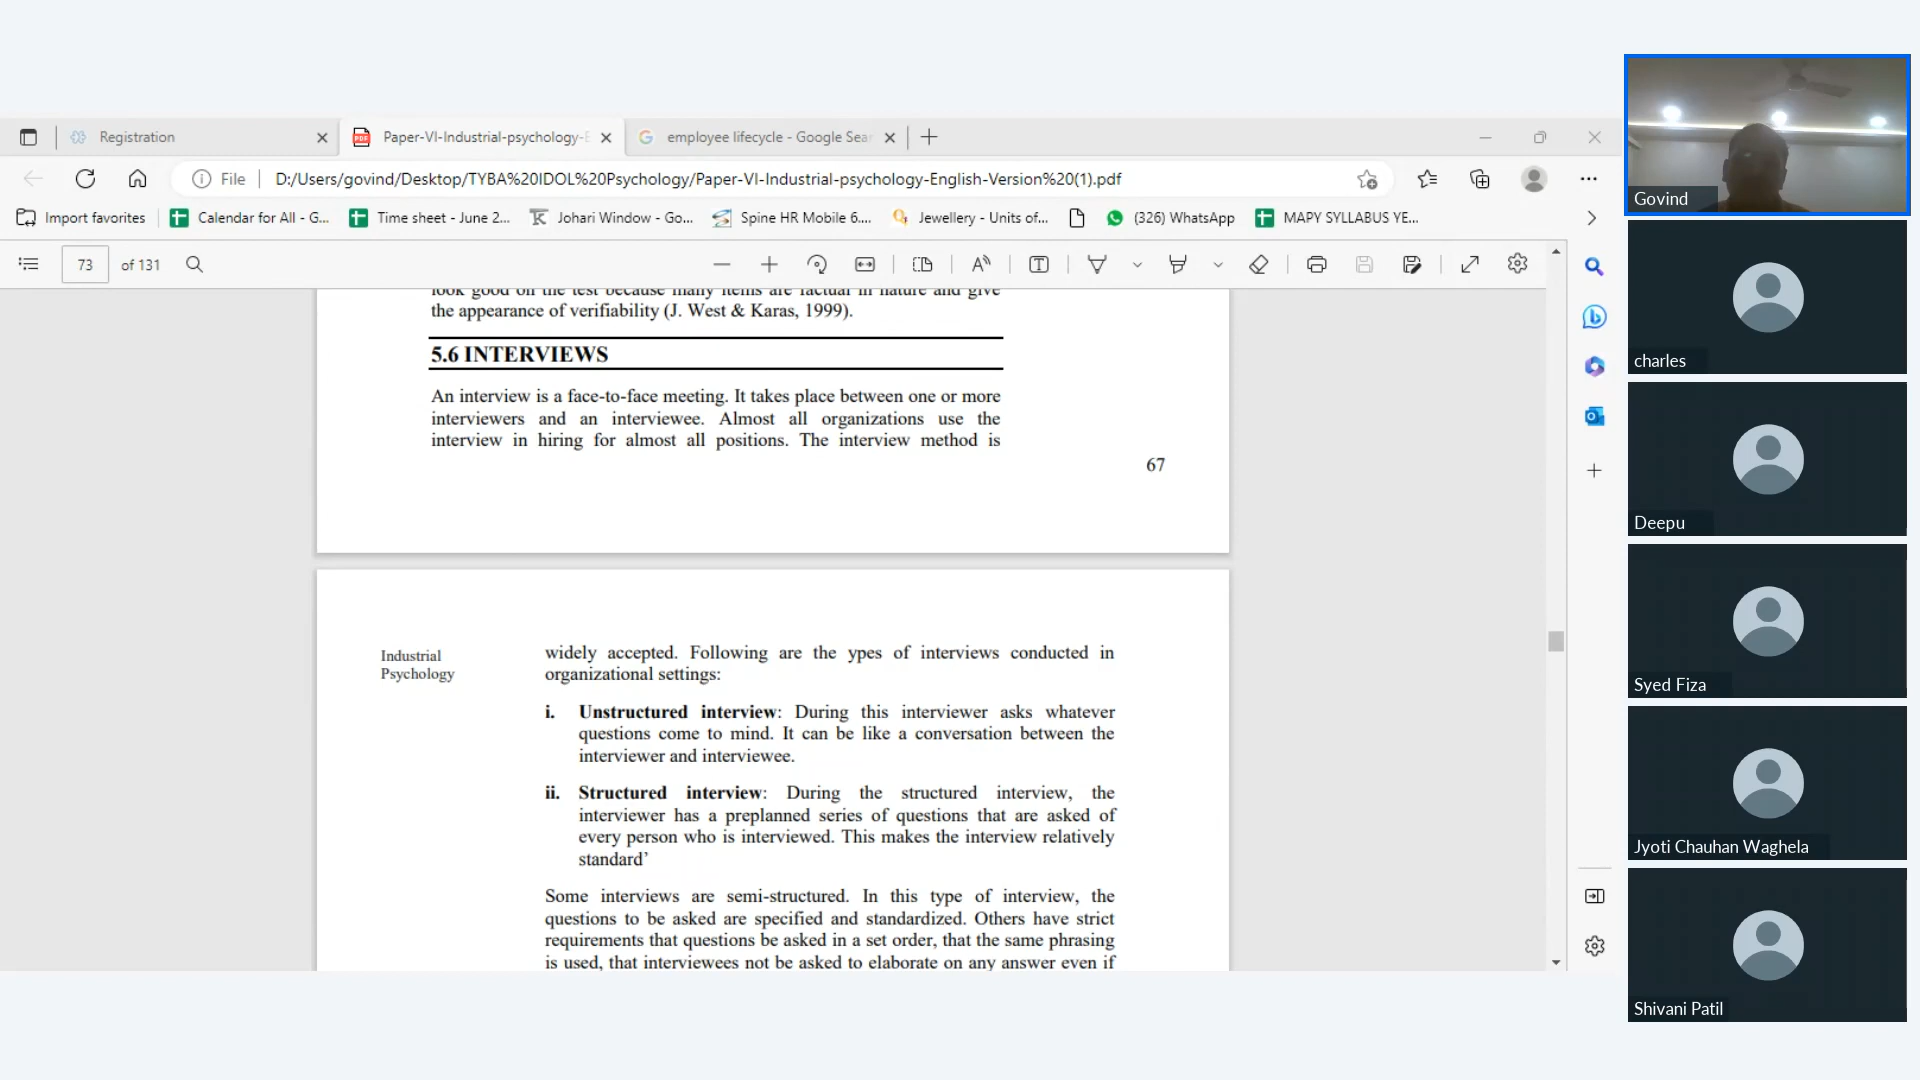 Registration
Paper-VI-Industrial-psychology-E
employee lifecycle - Google Sear
File
D:/Users/govind/Desktop/TYBA%20IDOL%20Psychology/Paper-VI-Industrial-psychology-English-Version%20(1).pdf
Import favorites
Calendar for All - G...
Time sheet - June 2...
Johari Window - Go...
Spine HR Mobile 6....
Jewellery - Units of...
(326) WhatsApp
MAPY SYLLABUS YE...
73
of 131
look good on the test because many items are factual in nature and give
the appearance of verifiability (J. West & Karas, 1999).
5.6 INTERVIEWS
An interview is a face-to-face meeting. It takes place between one or more
interviewers and an interviewee. Almost all organizations use the
interview in hiring for almost all positions. The interview method is
67
Industrial
Psychology
widely accepted. Following are the ypes of interviews conducted in
organizational settings:
i. Unstructured interview: During this interviewer asks whatever
questions come to mind. It can be like a conversation between the
interviewer and interviewee.
ii. Structured interview: During the structured interview, the
interviewer has a preplanned series of questions that are asked of
every person who is interviewed. This makes the interview relatively
standard’
Some interviews are semi-structured. In this type of interview, the
questions to be asked are specified and standardized. Others have strict
requirements that questions be asked in a set order, that the same phrasing
is used, that interviewees not be asked to elaborate on any answer even if
Govind
charles
Deepu
Syed Fiza
Jyoti Chauhan Waghela
Shivani Patil